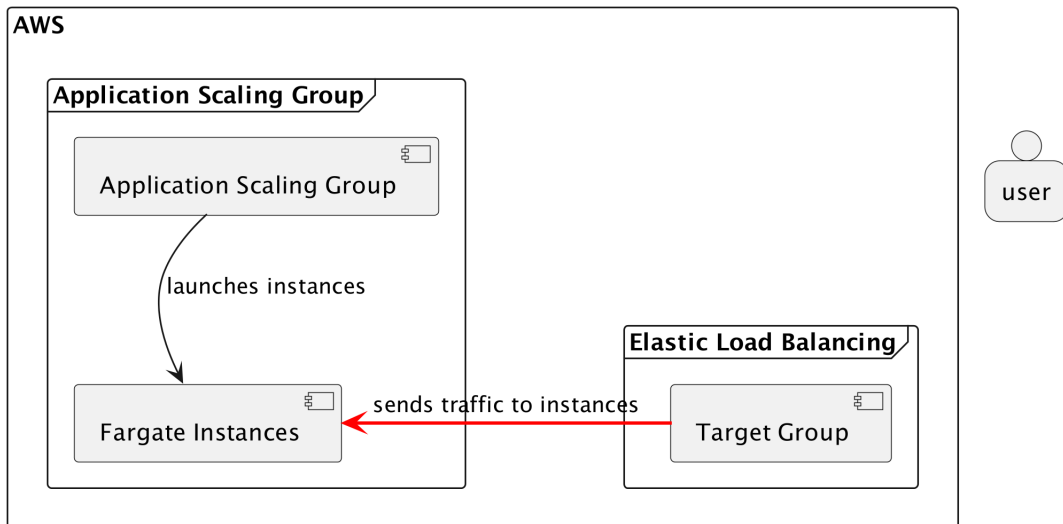 AWS
Application Scaling Group
Application Scaling Group
user
launches instances
Elastic Load Balancing
sends traffic to instances
Fargate Instances
Target Group